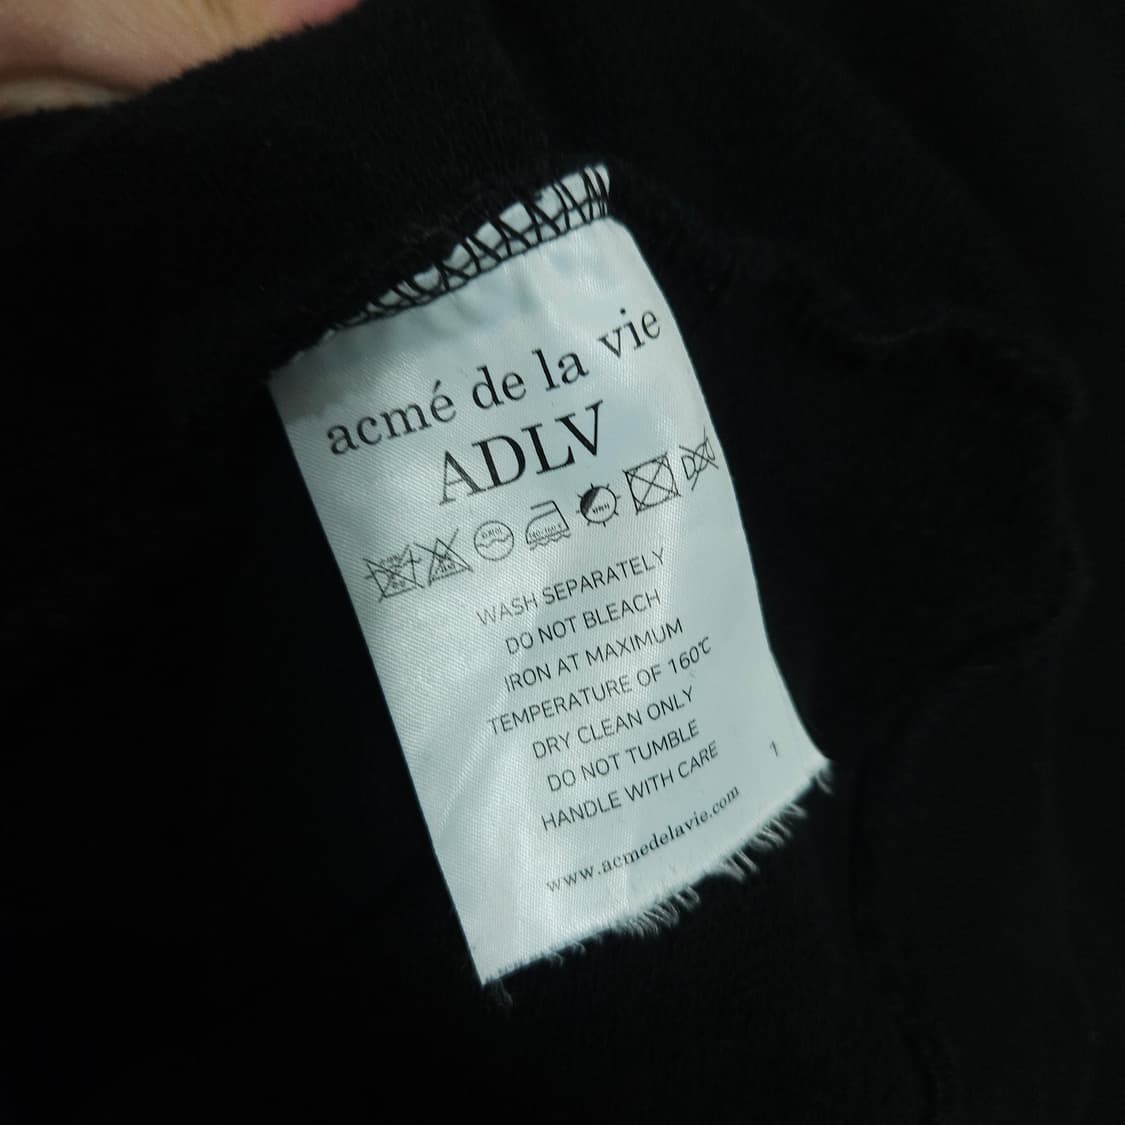 acmé de la vie
ADLV
WASH SEPARATELY
DO NOT BLEACH
IRON AT MAXIMUM
TEMPERATURE OF 160℃
DRY CLEAN ONLY
DO NOT TUMBLE
HANDLE WITH CARE
1
www.acmedelavie.com